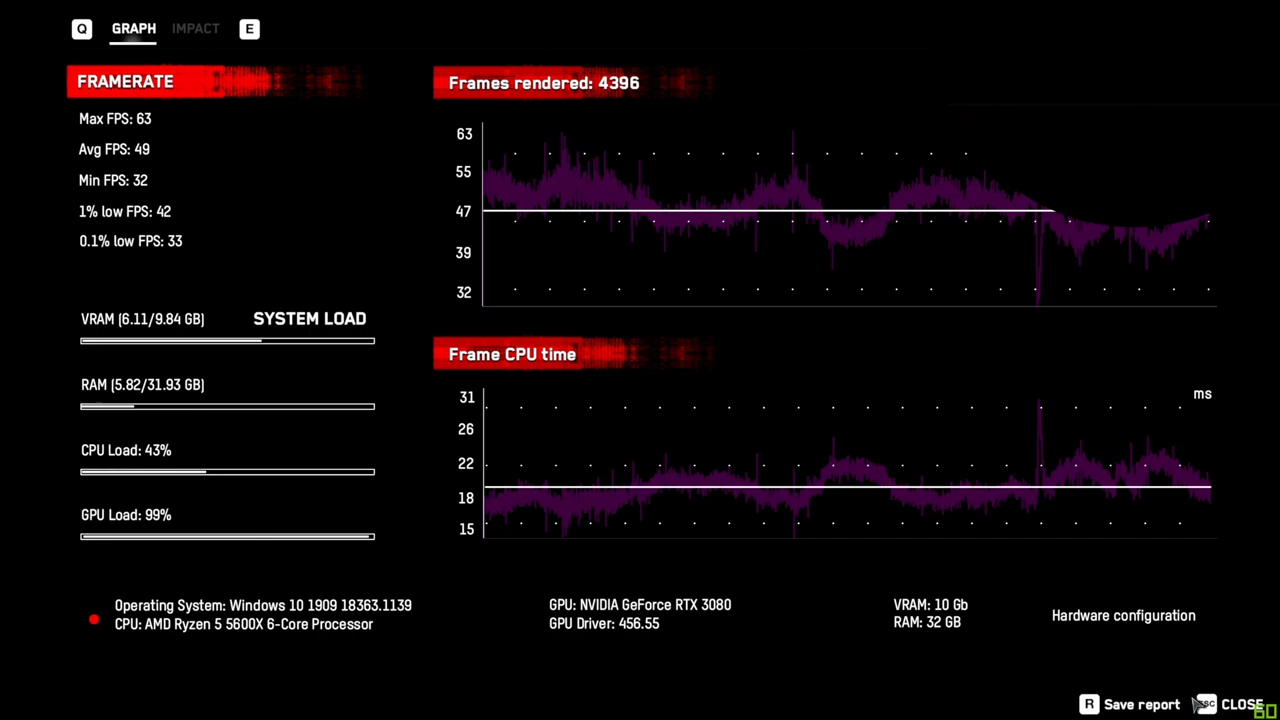 Q GRAPH IMPACT E
FRAMERATE
Max FPS: 63
Avg FPS: 49
Min FPS: 32
1% low FPS: 42
0.1% low FPS: 33
VRAM (6.11/9.84 GB) SYSTEM LOAD
RAM (5.82/31.93 GB)
CPU Load: 43%
GPU Load: 99%
Frames rendered: 4396
63
55
47
39
32
Frame CPU time
ms
31
26
22
18
15
Operating System: Windows 10 1909 18363.1139
CPU: AMD Ryzen 5 5600X 6-Core Processor
GPU: NVIDIA GeForce RTX 3080
GPU Driver: 456.55
VRAM: 10 Gb
RAM: 32 GB
Hardware configuration
R Save report ESC CLOSE
60